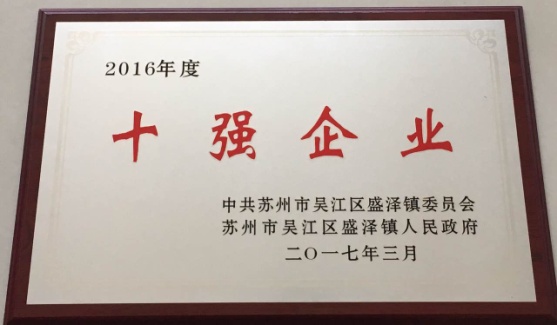 2016年度
十强企业
中共苏州市吴江区盛泽镇委员会
苏州市吴江区盛泽镇人民政府
二〇一七年三月